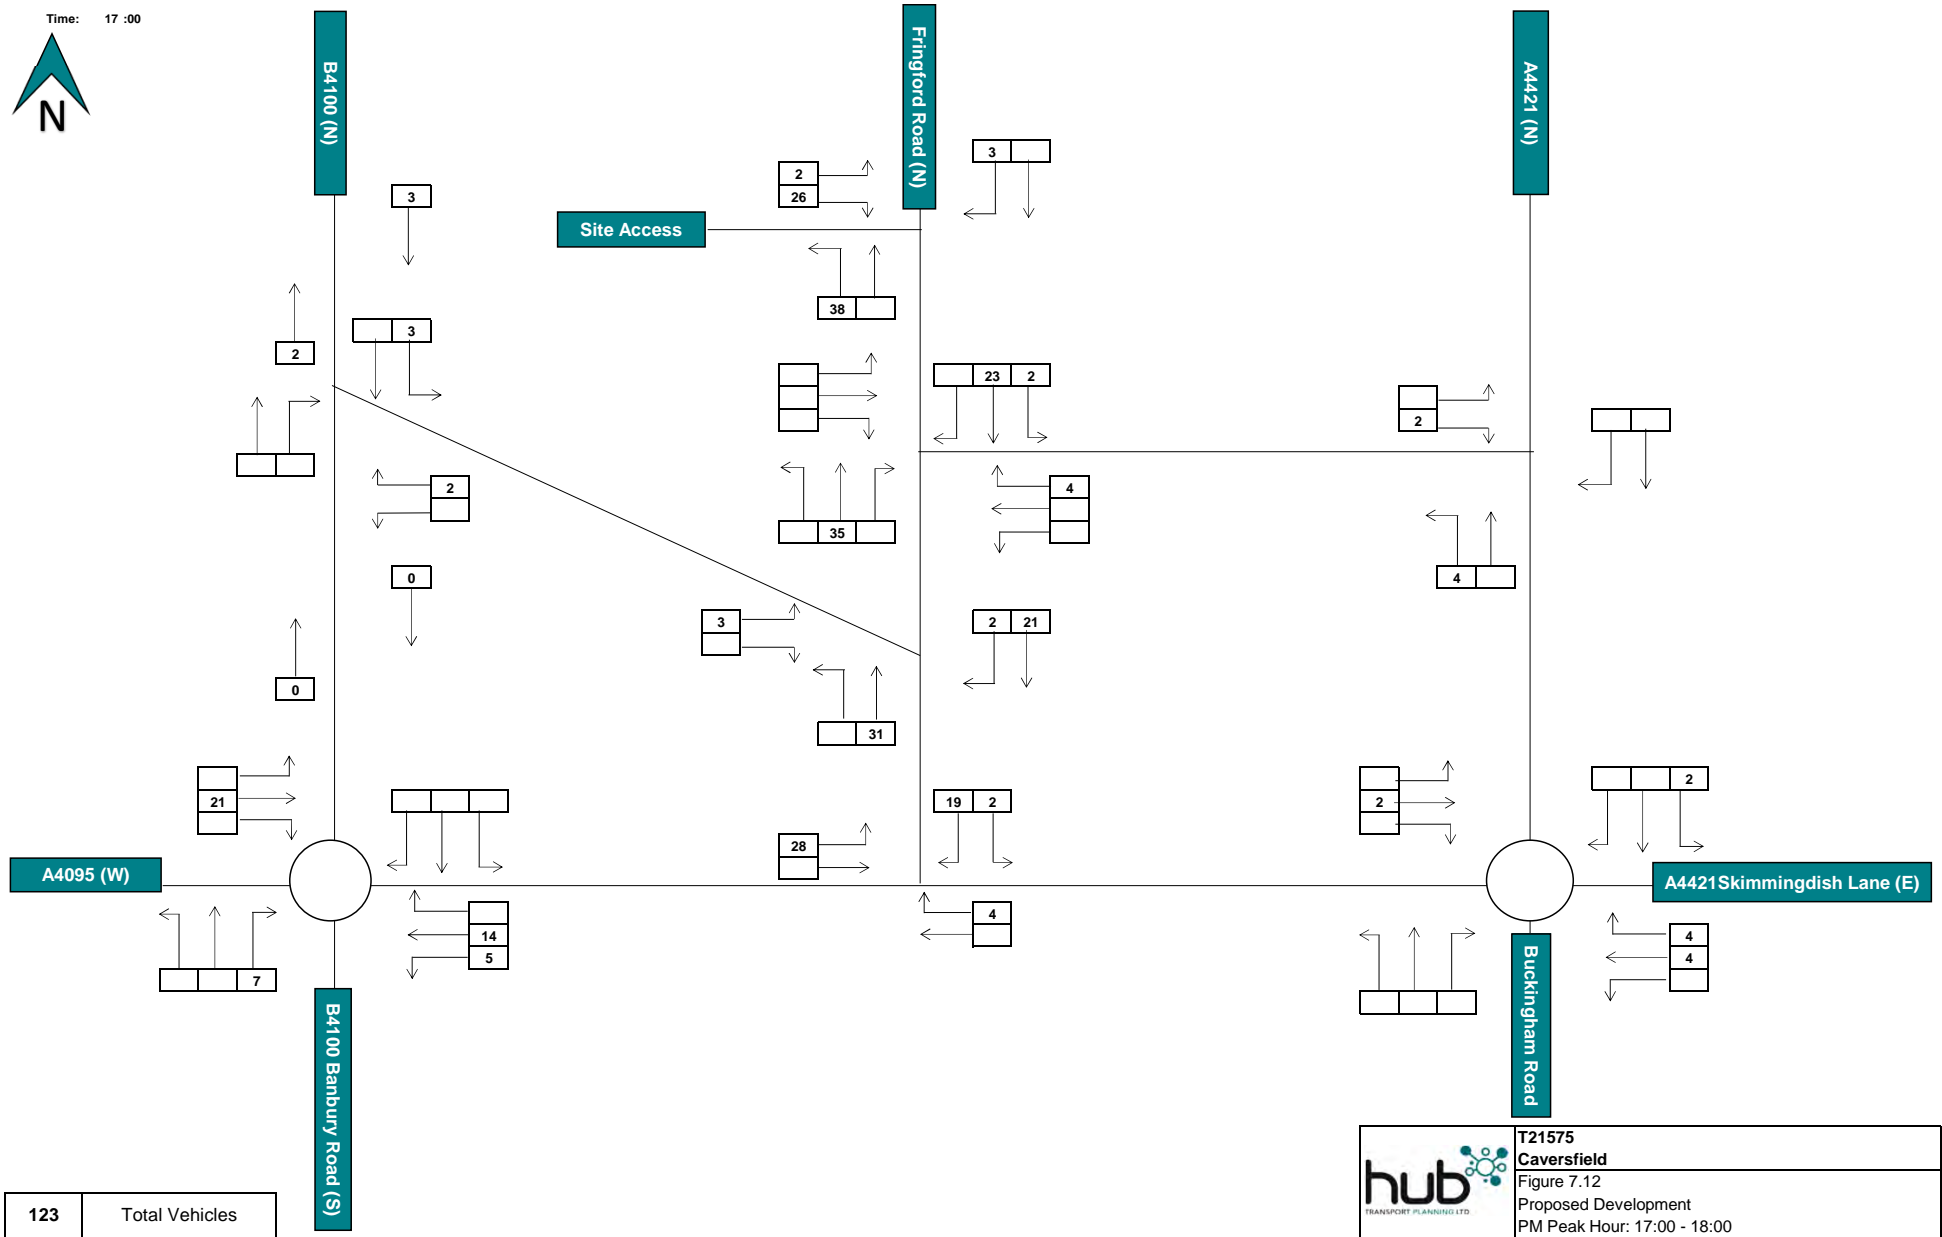 Time: 17 :00
N
B4100 (N)
Fringford Road (N)
A4421 (N)
3
2
26
3
Site Access
38
2
3
23 2
2
2
35
4
4
0
3
2 21
0
31
21
19 2
28
2
2
A4095 (W)
A4421Skimmingdish Lane (E)
14
5
4
4
4
7
B4100 Banbury Road (S)
Buckingham Road
123 Total Vehicles
hub
TRANSPORT PLANNING LTD
T21575
Caversfield
Figure 7.12
Proposed Development
PM Peak Hour: 17:00 - 18:00